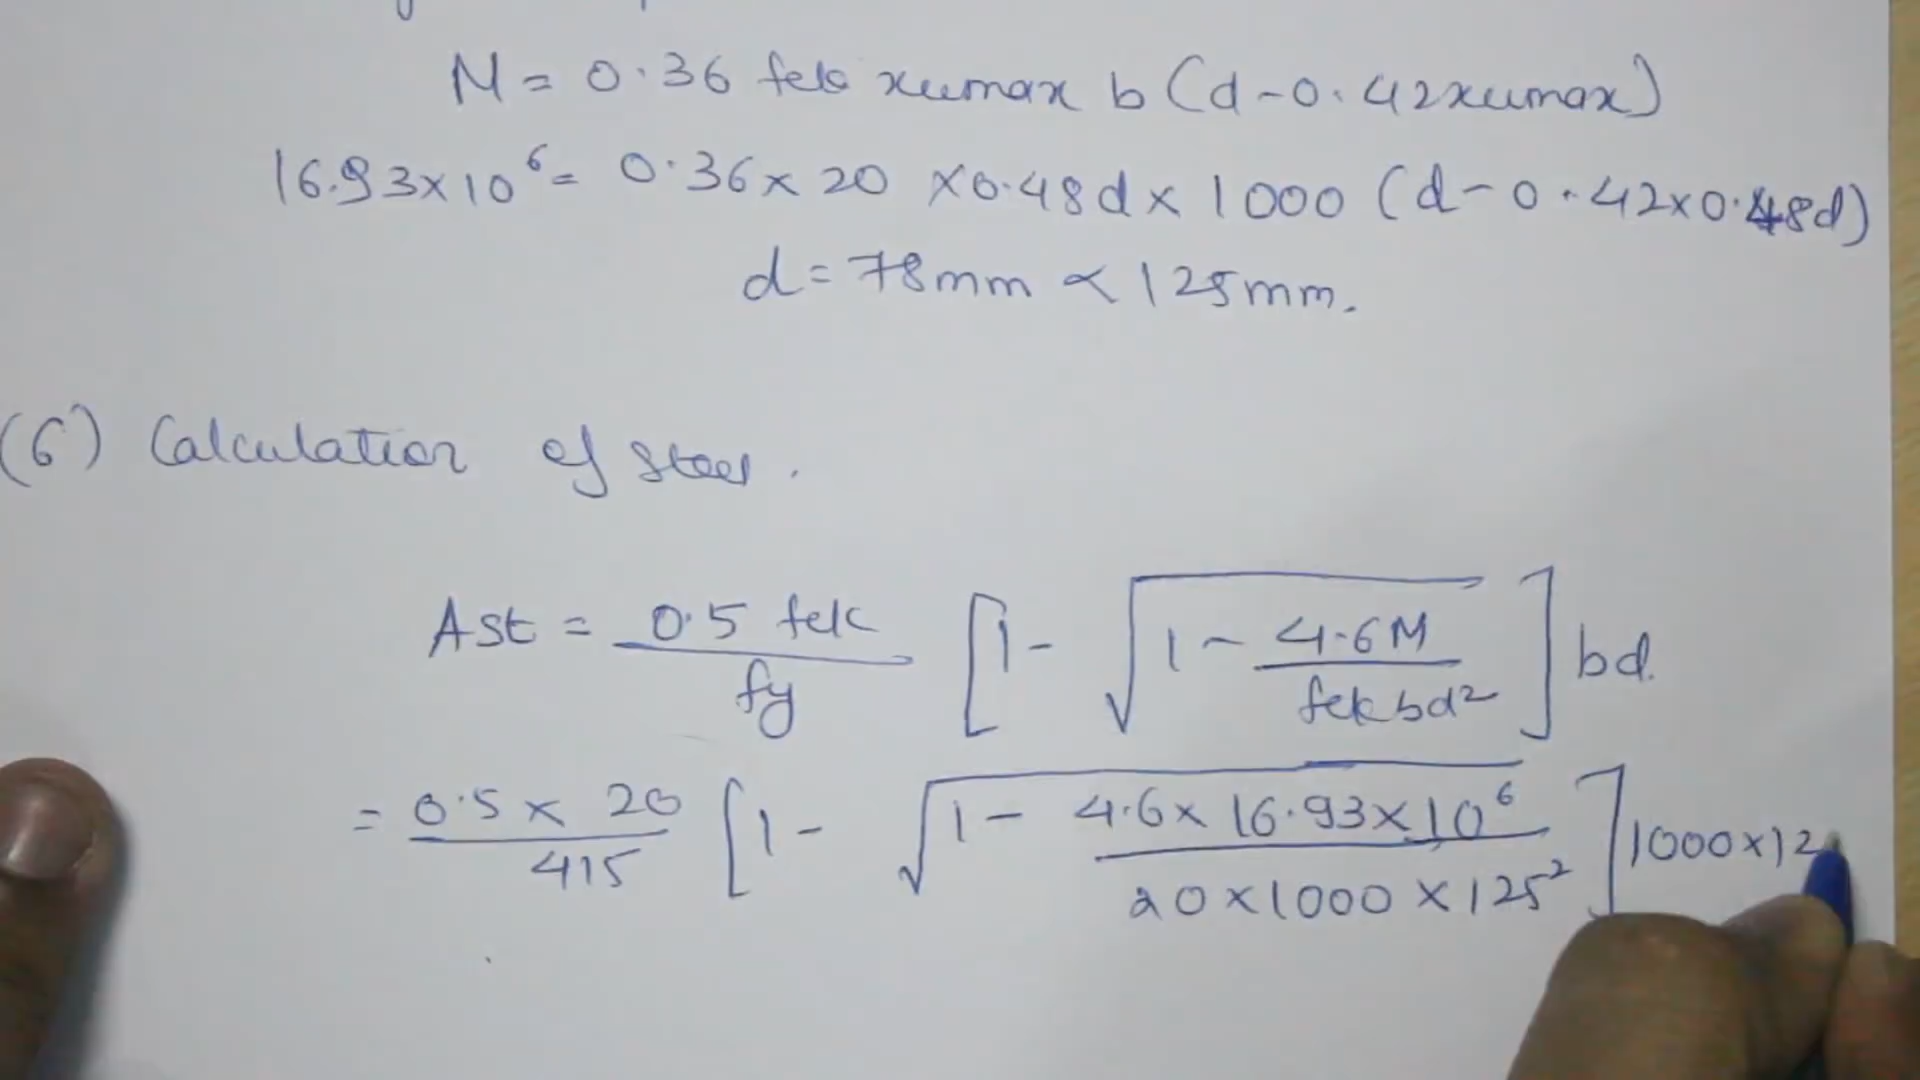 M = 0.36 fck xumax b (d - 0.42xumax)
16.93 x 10⁶ = 0.36 x 20 x 0.48d x 1000 (d - 0.42 x 0.48d)
d = 78mm < 125mm.
(6) Calculation of steel.
Ast = 0.5 fck / fy [1 - √(1 - 4.6M / fck bd²)] bd.
= 0.5 x 20 / 415 [1 - √(1 - 4.6 x 16.93 x 10⁶ / 20 x 1000 x 125²)] 1000 x 12